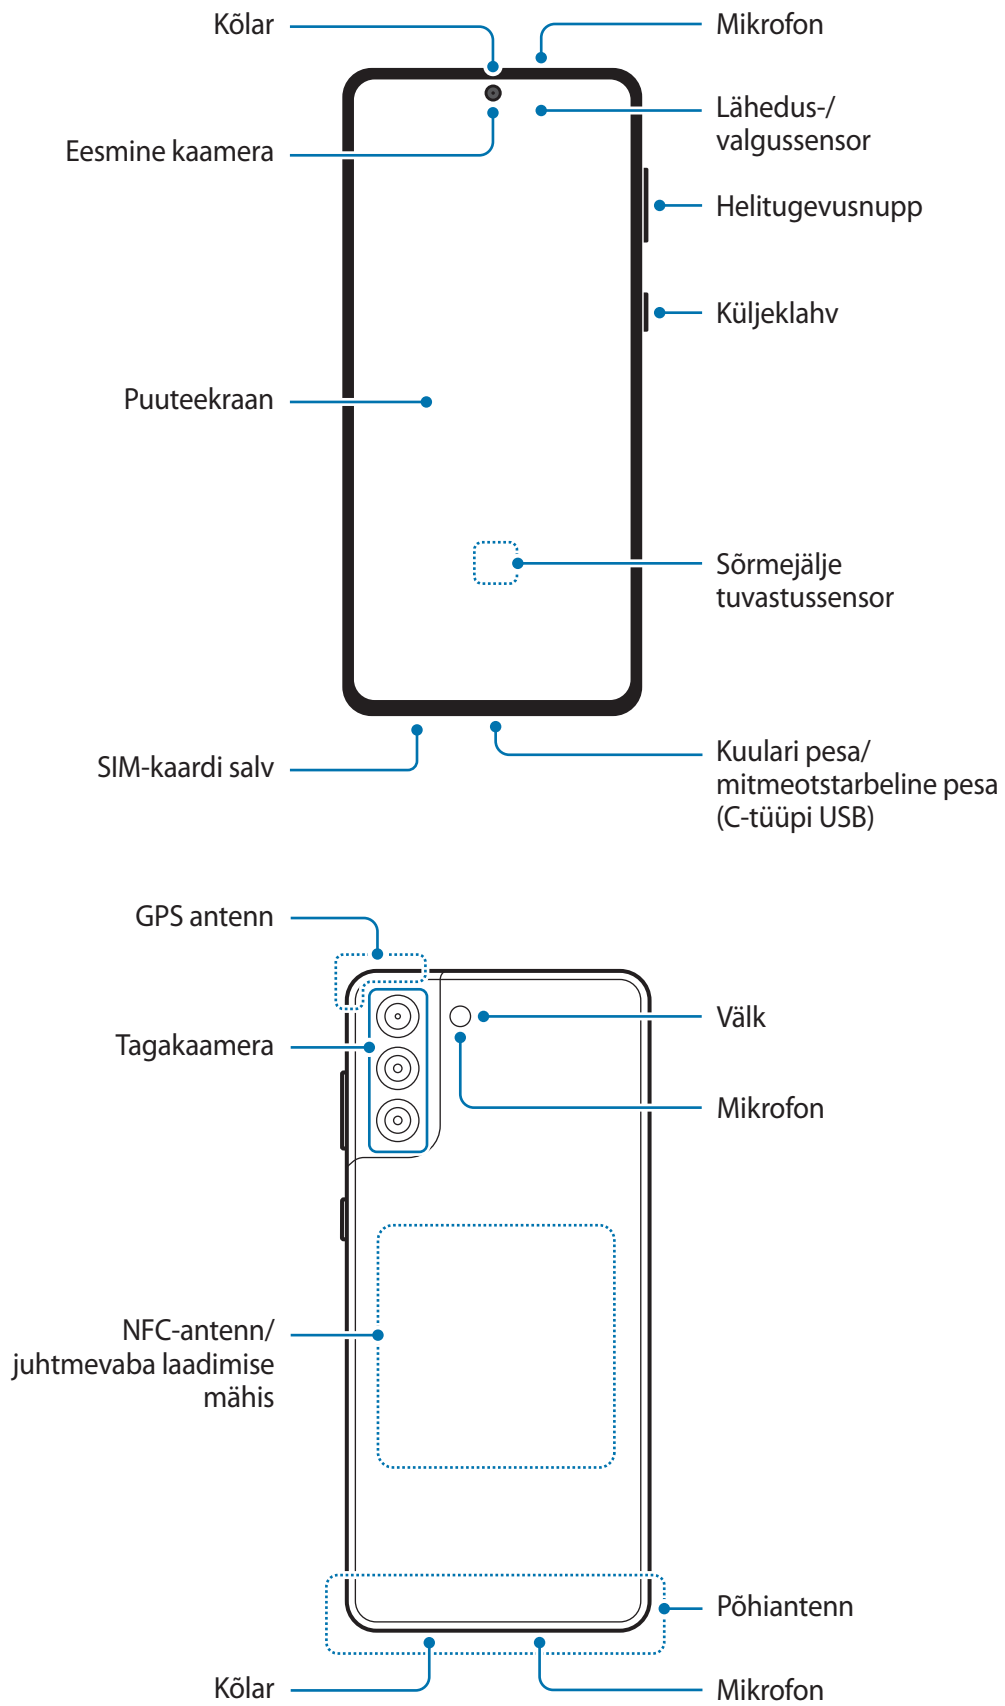 Kõlar
Mikrofon
Lähedus-/
valgussensor
Eesmine kaamera
Helitugevusnupp
Küljeklahv
Puuteekraan
Sõrmejälje
tuvastussensor
SIM-kaardi salv
Kuulari pesa/
mitmeotstarbeline pesa
(C-tüüpi USB)
GPS antenn
Välk
Tagakaamera
Mikrofon
NFC-antenn/
juhtmevaba laadimise
mähis
Põhiantenn
Kõlar
Mikrofon